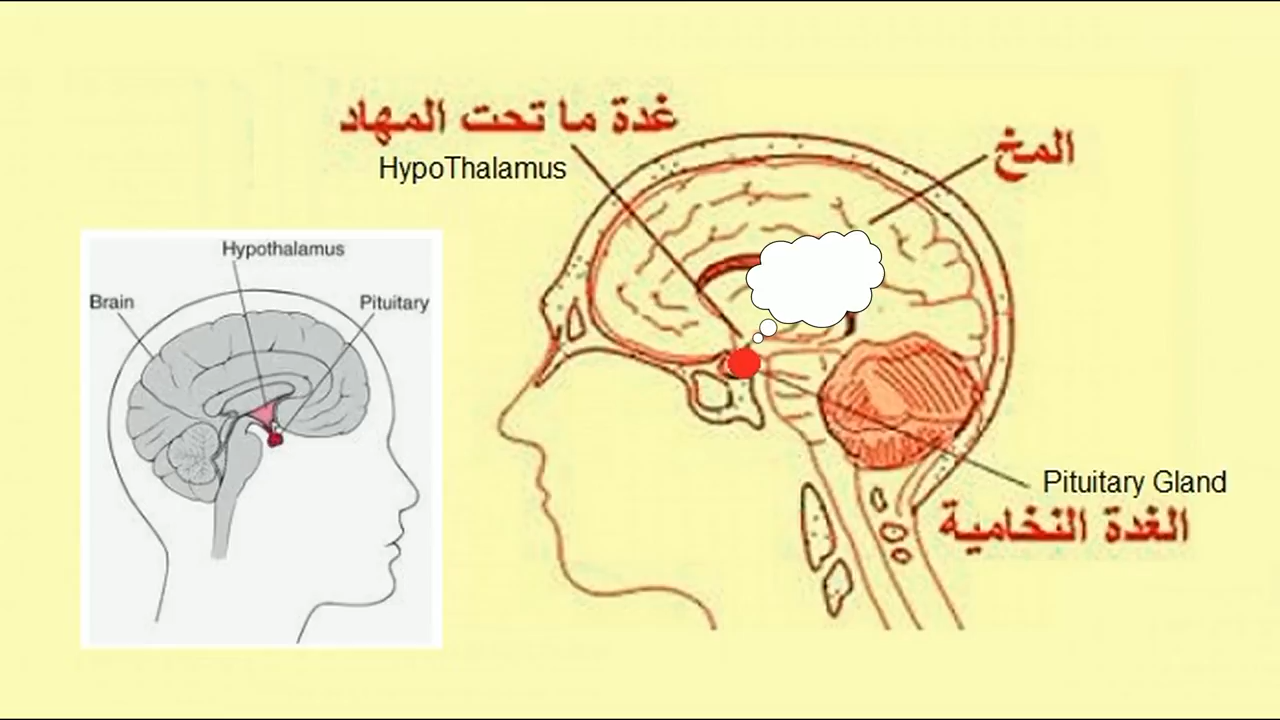 غدة ما تحت المهاد
HypoThalamus
المخ
Hypothalamus
Brain
Pituitary
Pituitary Gland
الغدة النخامية